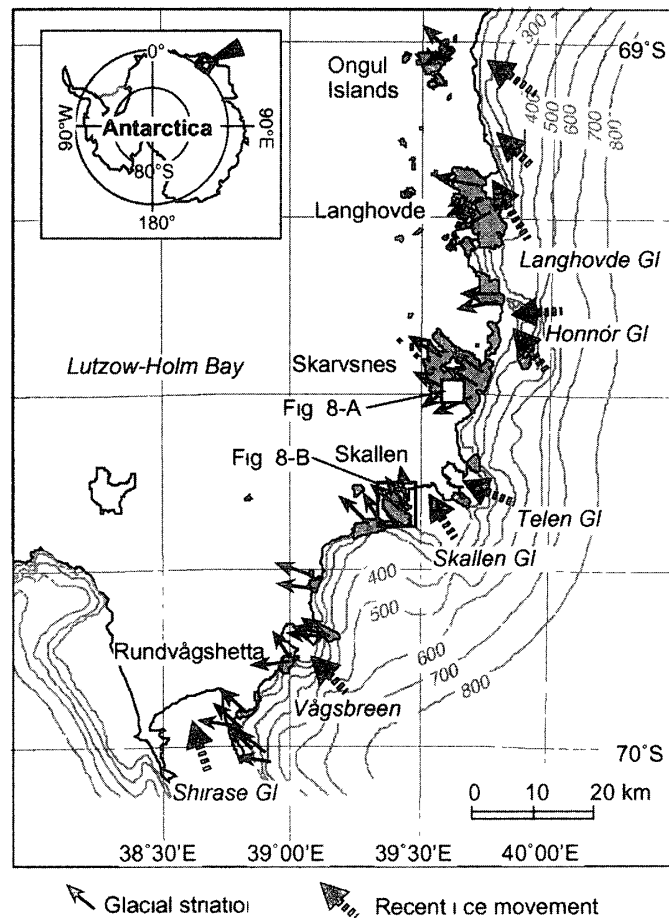 0°
90°W
90°E
Antarctica
80°S
180°
300
400
500
600
700
800
69°S
Ongul
Islands
Langhovde
Langhovde Gl
Honnór Gl
Lutzow-Holm Bay
Skarvsnes
Fig 8-A
Fig 8-B
Skallen
Telen Gl
Skallen Gl
400
500
600
700
800
Rundvågshetta
Vågsbreen
70°S
Shirase Gl
0 10 20 km
38°30'E 39°00'E 39°30'E 40°00'E
Glacial striatioi
Recent ice movement